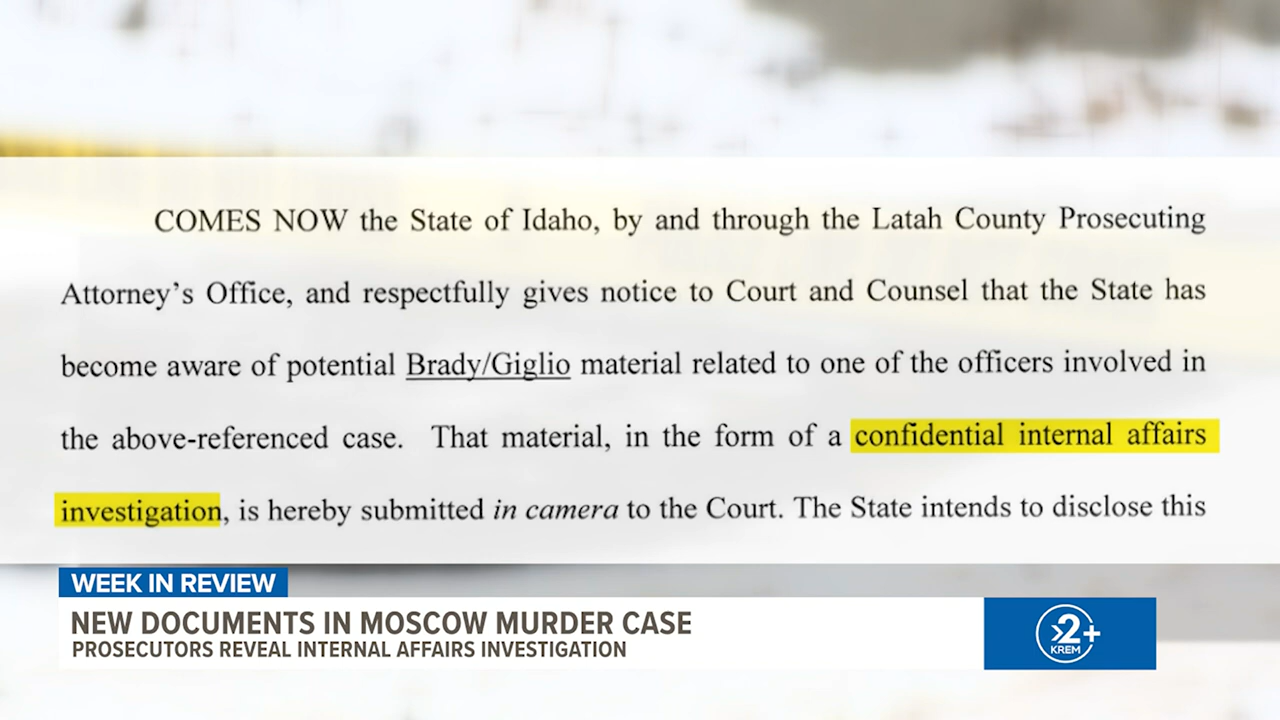 COMES NOW the State of Idaho, by and through the Latah County Prosecuting
Attorney's Office, and respectfully gives notice to Court and Counsel that the State has
become aware of potential Brady/Giglio material related to one of the officers involved in
the above-referenced case. That material, in the form of a confidential internal affairs
investigation, is hereby submitted in camera to the Court. The State intends to disclose this
WEEK IN REVIEW
NEW DOCUMENTS IN MOSCOW MURDER CASE
PROSECUTORS REVEAL INTERNAL AFFAIRS INVESTIGATION
2+
KREM